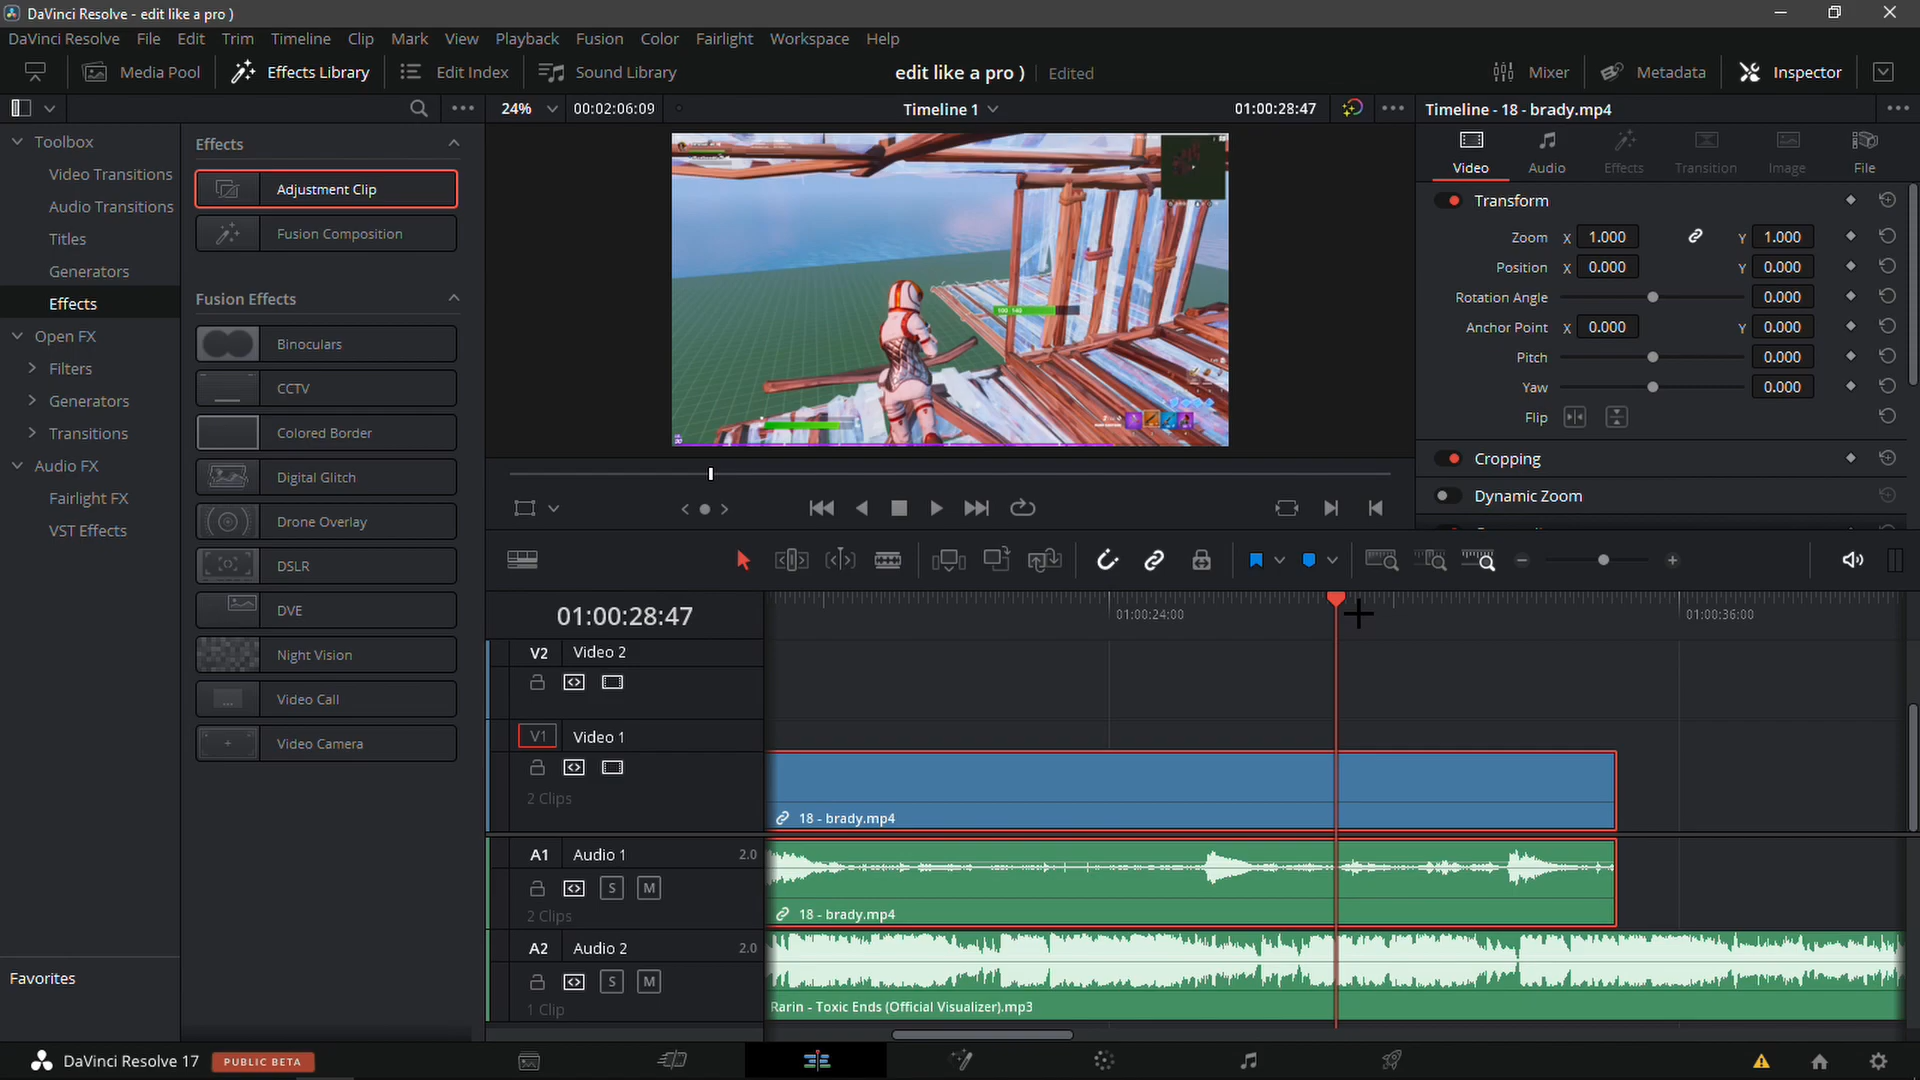 DaVinci Resolve - edit like a pro )
DaVinci Resolve File Edit Trim Timeline Clip Mark View Playback Fusion Color Fairlight Workspace Help
Media Pool Effects Library Edit Index Sound Library edit like a pro ) Edited Mixer Metadata Inspector
24% 00:02:06:09 Timeline 1 01:00:28:47 Timeline - 18 - brady.mp4
Toolbox
Video Transitions
Audio Transitions
Titles
Generators
Effects
Open FX
Filters
Generators
Transitions
Audio FX
Fairlight FX
VST Effects
Favorites
Effects
Adjustment Clip
Fusion Composition
Fusion Effects
Binoculars
CCTV
Colored Border
Digital Glitch
Drone Overlay
DSLR
DVE
Night Vision
Video Call
Video Camera
100 140
Video Audio Effects Transition Image File
Transform
Zoom X 1.000 Y 1.000
Position X 0.000 Y 0.000
Rotation Angle 0.000
Anchor Point X 0.000 Y 0.000
Pitch 0.000
Yaw 0.000
Flip
Cropping
Dynamic Zoom
01:00:28:47 01:00:24:00 01:00:36:00
V2 Video 2
V1 Video 1
2 Clips
18 - brady.mp4
A1 Audio 1 2.0
S M
2 Clips
18 - brady.mp4
A2 Audio 2 2.0
S M
1 Clip
Rarin - Toxic Ends (Official Visualizer).mp3
DaVinci Resolve 17 PUBLIC BETA